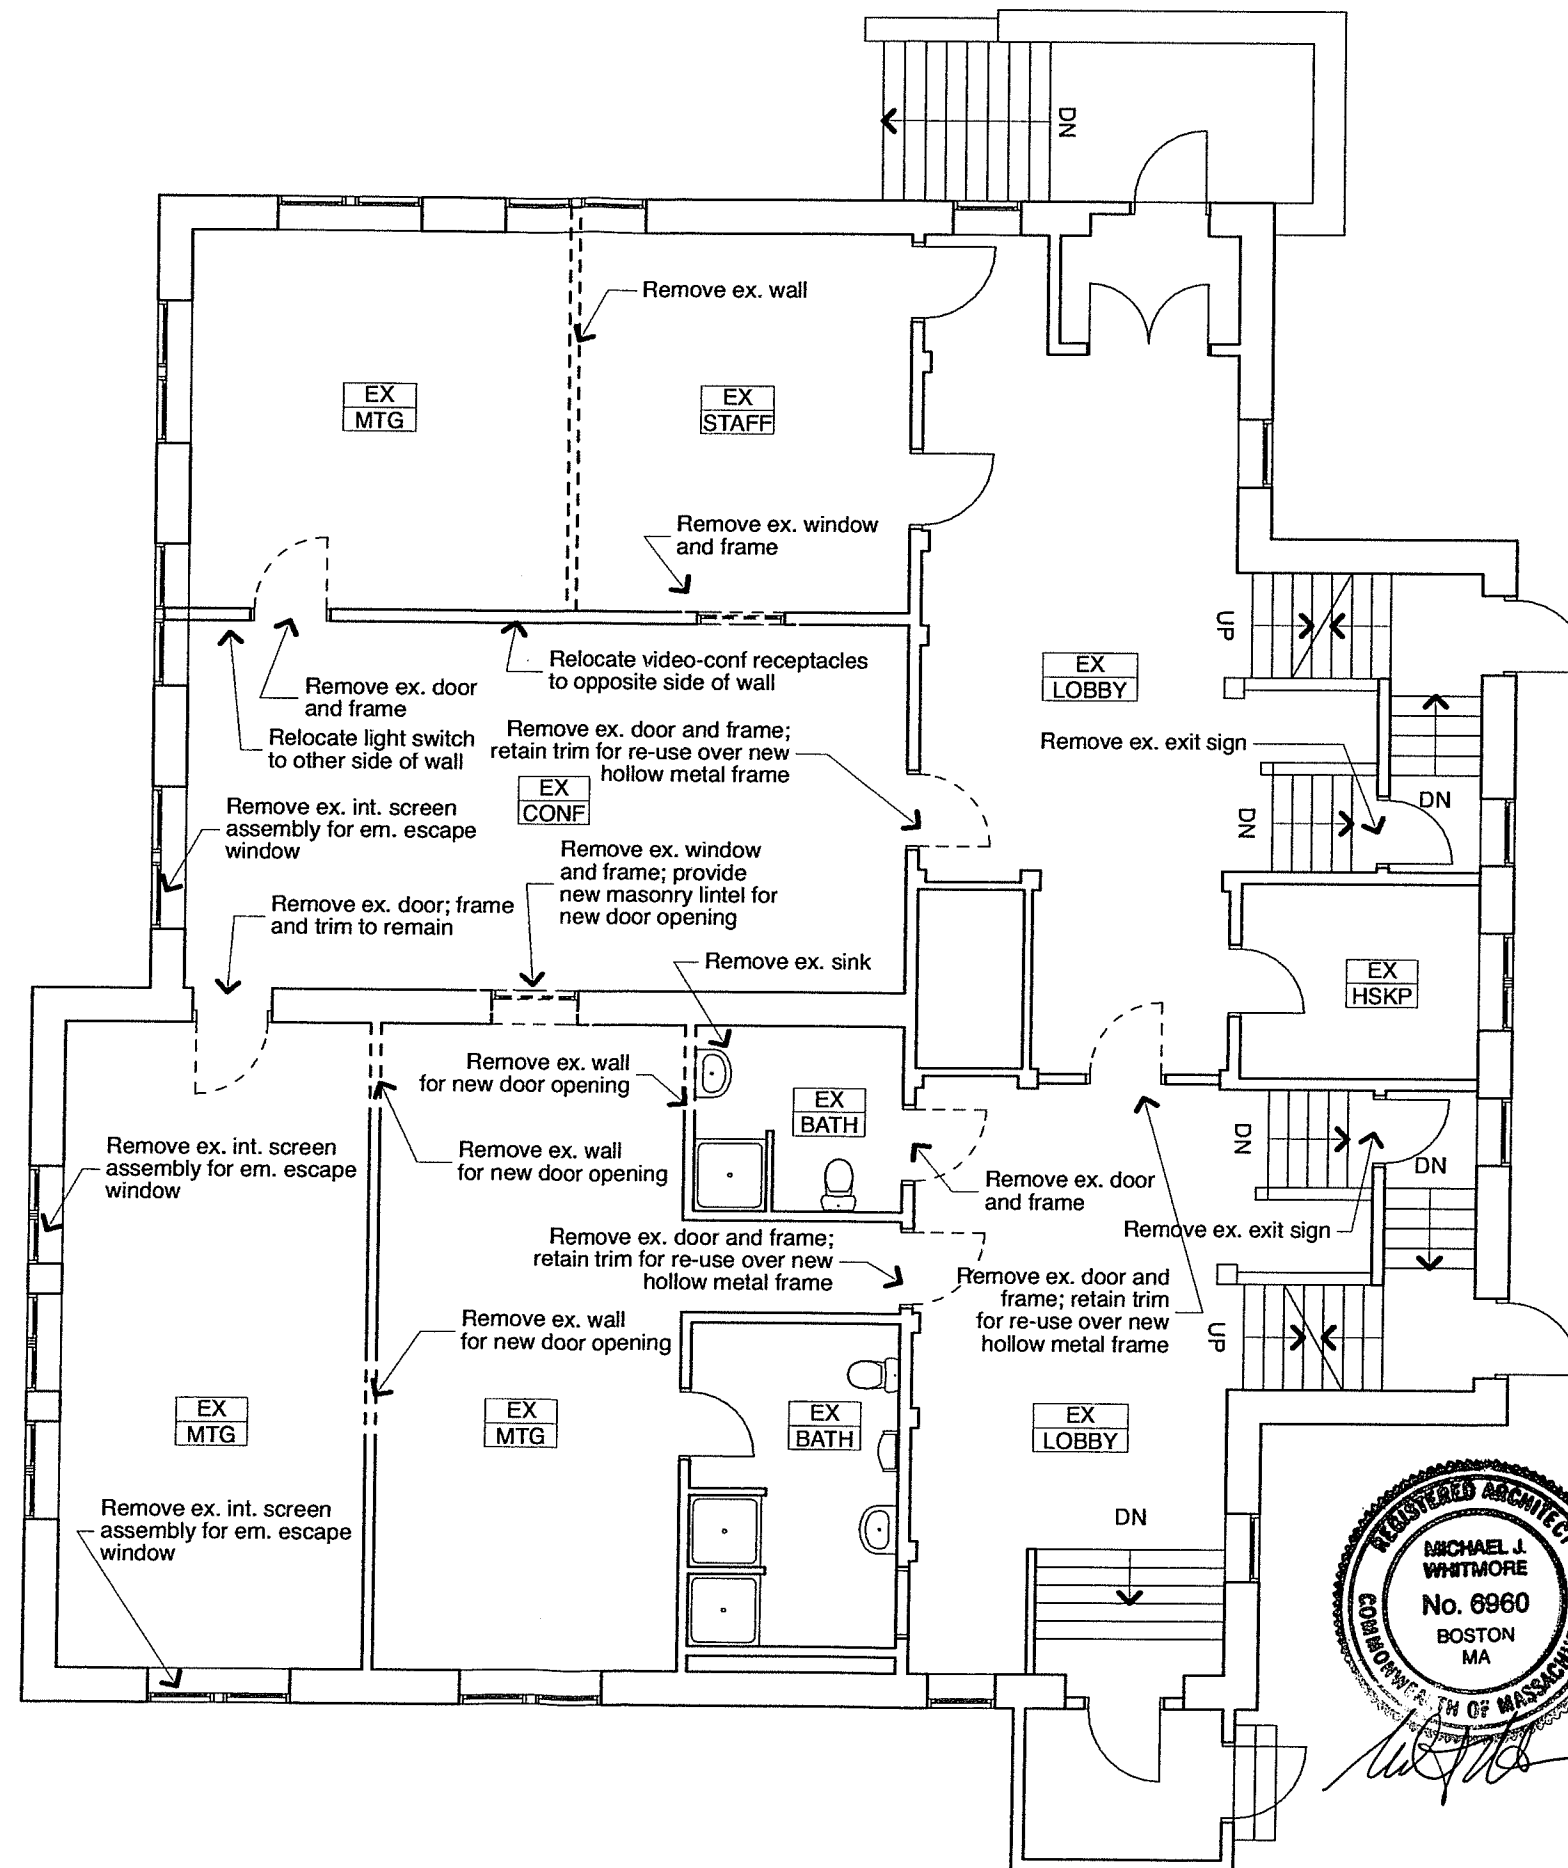 DN
Remove ex. wall
EX
MTG
EX
STAFF
Remove ex. window
and frame
UP
Relocate video-conf receptacles
to opposite side of wall
EX
LOBBY
Remove ex. door
and frame
Relocate light switch
to other side of wall
Remove ex. door and frame;
retain trim for re-use over new
hollow metal frame
Remove ex. exit sign
EX
CONF
DN
DN
Remove ex. int. screen
assembly for em. escape
window
Remove ex. window
and frame; provide
new masonry lintel for
new door opening
Remove ex. door; frame
and trim to remain
Remove ex. sink
EX
HSKP
Remove ex. wall
for new door opening
EX
BATH
Remove ex. int. screen
assembly for em. escape
window
Remove ex. wall
for new door opening
DN
DN
Remove ex. door
and frame
Remove ex. exit sign
Remove ex. door and frame;
retain trim for re-use over new
hollow metal frame
Remove ex. door and
frame; retain trim
for re-use over new
hollow metal frame
UP
Remove ex. wall
for new door opening
EX
MTG
EX
MTG
EX
BATH
EX
LOBBY
Remove ex. int. screen
assembly for em. escape
window
DN
REGISTERED ARCHITECT
MICHAEL J.
WHITMORE
No. 6960
BOSTON
MA
COMMONWEALTH OF